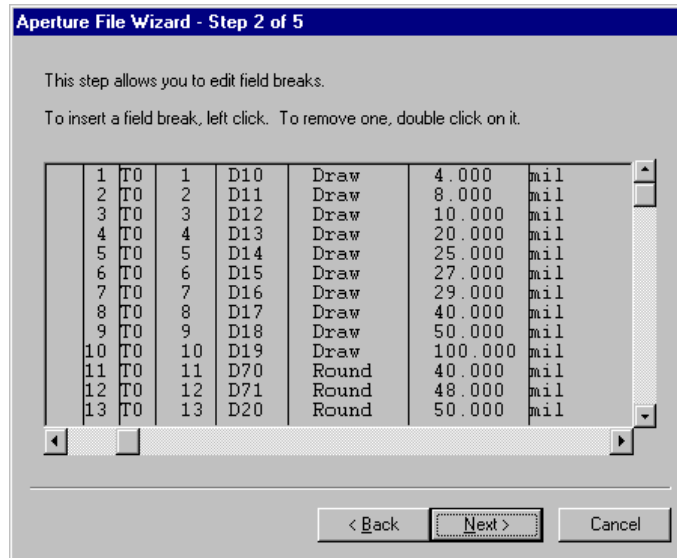 Aperture File Wizard - Step 2 of 5
This step allows you to edit field breaks.
To insert a field break, left click. To remove one, double click on it.
1 T0 1 D10 Draw 4.000 mil
2 T0 2 D11 Draw 8.000 mil
3 T0 3 D12 Draw 10.000 mil
4 T0 4 D13 Draw 20.000 mil
5 T0 5 D14 Draw 25.000 mil
6 T0 6 D15 Draw 27.000 mil
7 T0 7 D16 Draw 29.000 mil
8 T0 8 D17 Draw 40.000 mil
9 T0 9 D18 Draw 50.000 mil
10 T0 10 D19 Draw 100.000 mil
11 T0 11 D70 Round 40.000 mil
12 T0 12 D71 Round 48.000 mil
13 T0 13 D20 Round 50.000 mil
< Back Next > Cancel